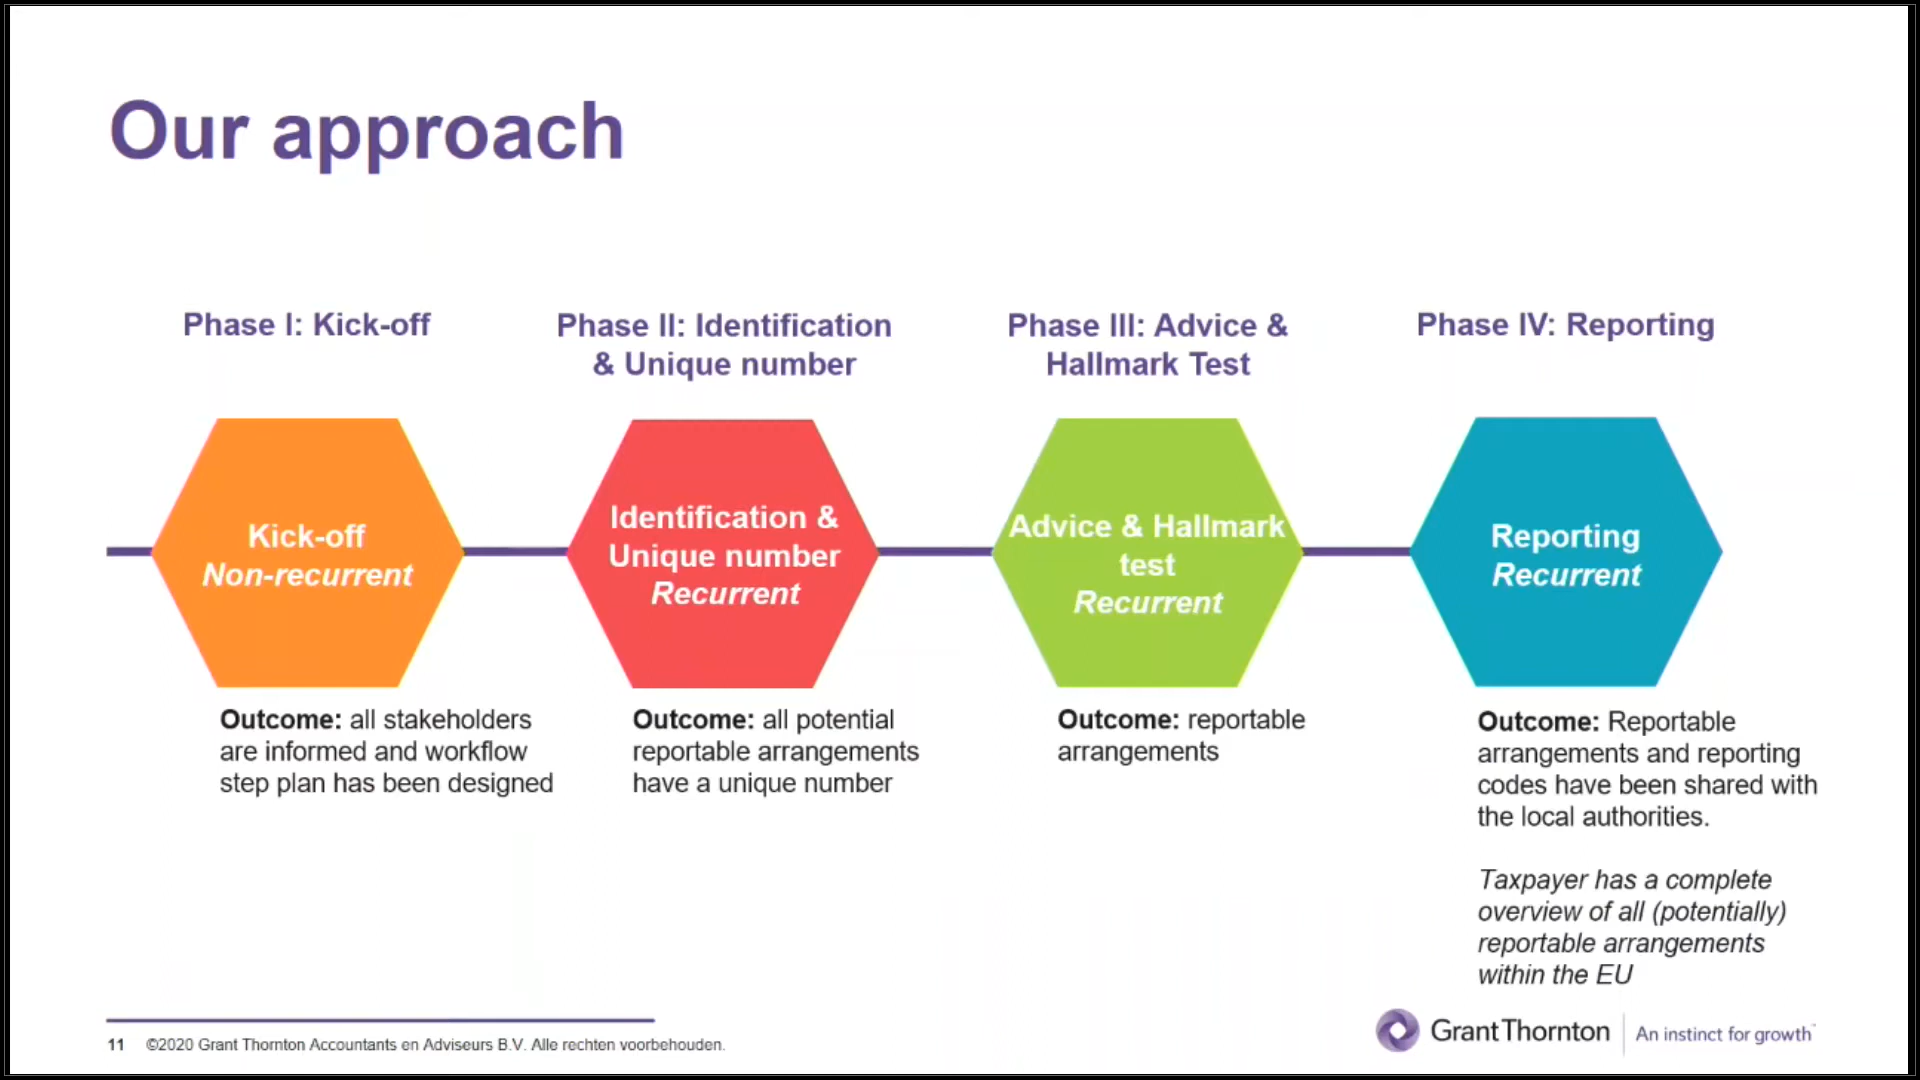 Our approach
Phase I: Kick-off
Phase II: Identification
& Unique number
Phase III: Advice &
Hallmark Test
Phase IV: Reporting
Kick-off
Non-recurrent
Identification &
Unique number
Recurrent
Advice & Hallmark
test
Recurrent
Reporting
Recurrent
Outcome: all stakeholders
are informed and workflow
step plan has been designed
Outcome: all potential
reportable arrangements
have a unique number
Outcome: reportable
arrangements
Outcome: Reportable
arrangements and reporting
codes have been shared with
the local authorities.
Taxpayer has a complete
overview of all (potentially)
reportable arrangements
within the EU
11 ©2020 Grant Thornton Accountants en Adviseurs B.V. Alle rechten voorbehouden.
Grant Thornton | An instinct for growth™